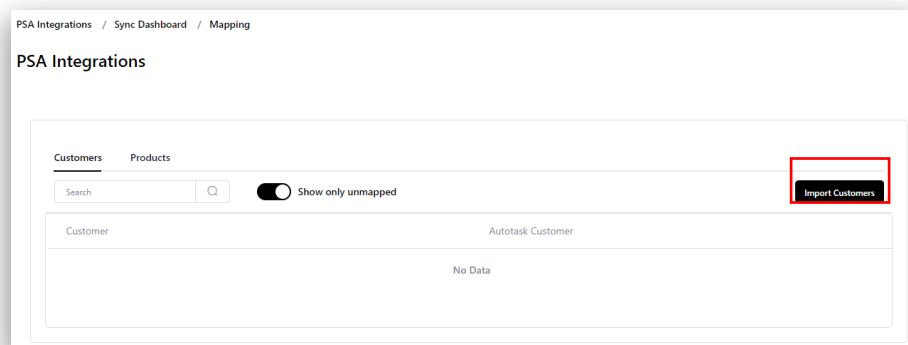 PSA Integrations / Sync Dashboard / Mapping
PSA Integrations
Customers Products
Search Show only unmapped Import Customers
Customer Autotask Customer
No Data